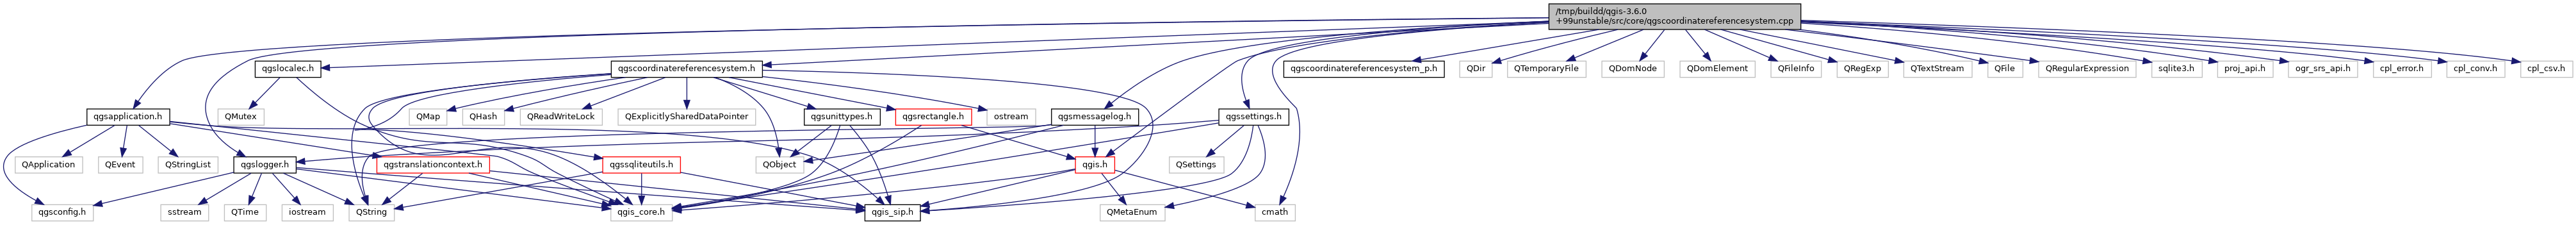 /tmp/buildd/qgis-3.6.0
+99unstable/src/core/qgscoordinatereferencesystem.cpp
qgslocalec.h
qgscoordinatereferencesystem.h
qgscoordinatereferencesystem_p.h
QDir
QTemporaryFile
QDomNode
QDomElement
QFileInfo
QRegExp
QTextStream
QFile
QRegularExpression
sqlite3.h
proj_api.h
ogr_srs_api.h
cpl_error.h
cpl_conv.h
cpl_csv.h
qgsapplication.h
QMutex
QMap
QHash
QReadWriteLock
QExplicitlySharedDataPointer
qgsunittypes.h
qgsrectangle.h
ostream
qgsmessagelog.h
qgssettings.h
QApplication
QEvent
QStringList
qgslogger.h
qgstranslationcontext.h
qgssqliteutils.h
QObject
qgis.h
QSettings
qgsconfig.h
sstream
QTime
iostream
QString
qgis_core.h
qgis_sip.h
QMetaEnum
cmath